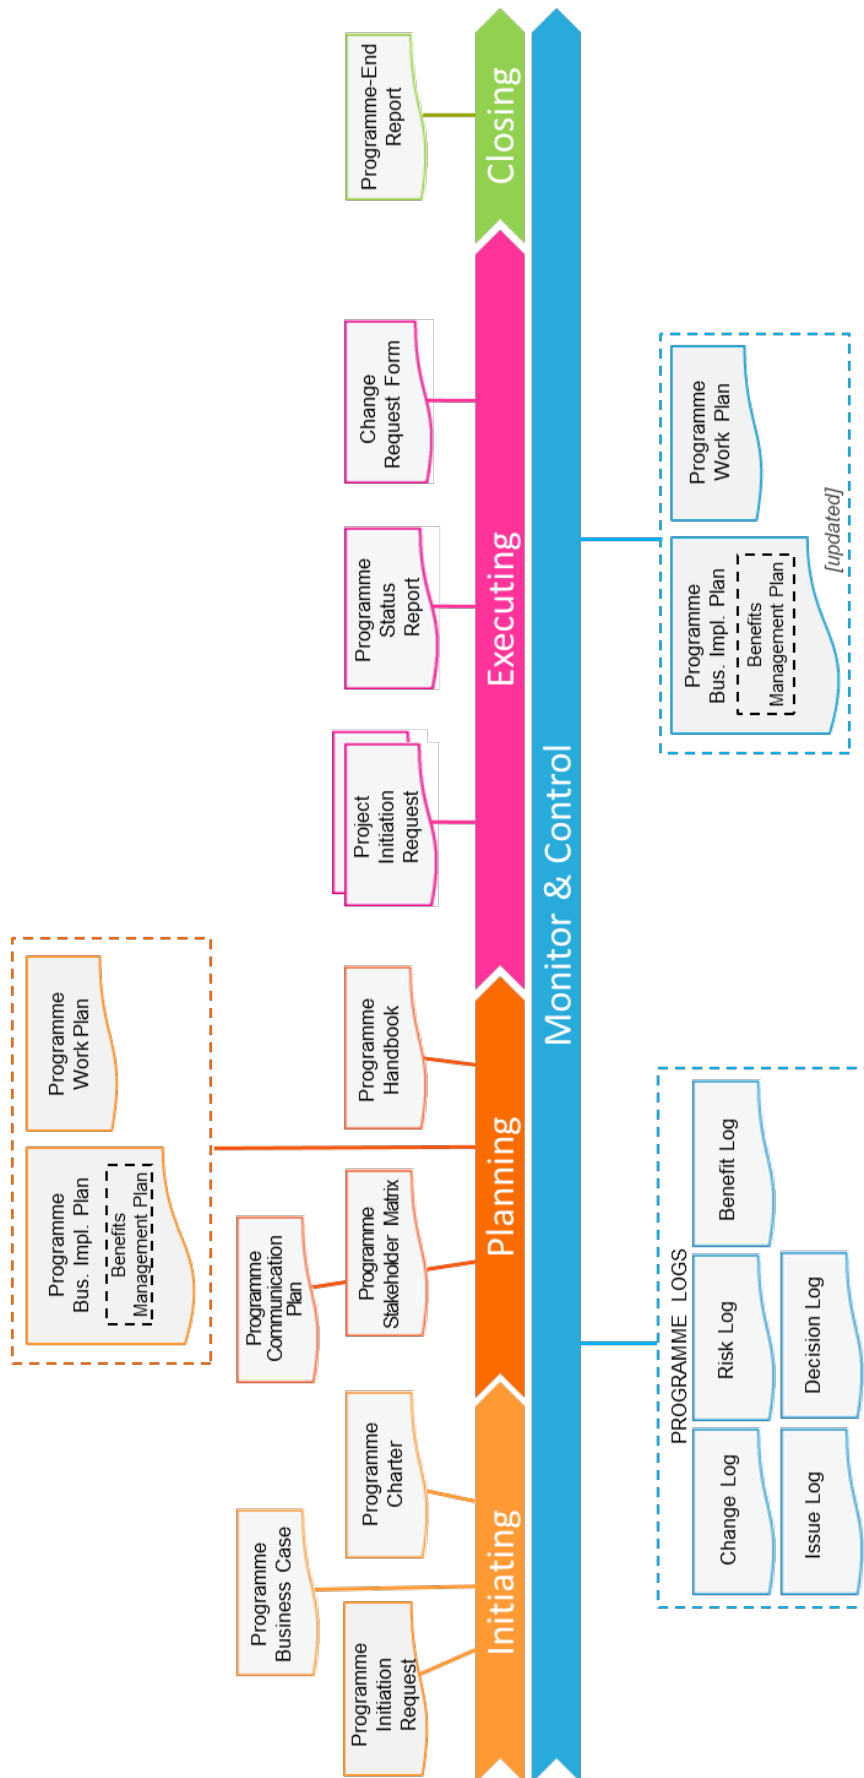 Programme
Bus. Impl. Plan
Benefits
Management Plan
Programme
Work Plan
Programme
Business Case
Programme
Communication
Plan
Programme
Initiation
Request
Programme
Charter
Programme
Stakeholder Matrix
Programme
Handbook
Project
Initiation
Request
Programme
Status
Report
Change
Request Form
Programme-End
Report
Initiating
Planning
Executing
Closing
Monitor & Control
PROGRAMME LOGS
Change Log
Risk Log
Benefit Log
Issue Log
Decision Log
Programme
Bus. Impl. Plan
Benefits
Management Plan
Programme
Work Plan
[updated]